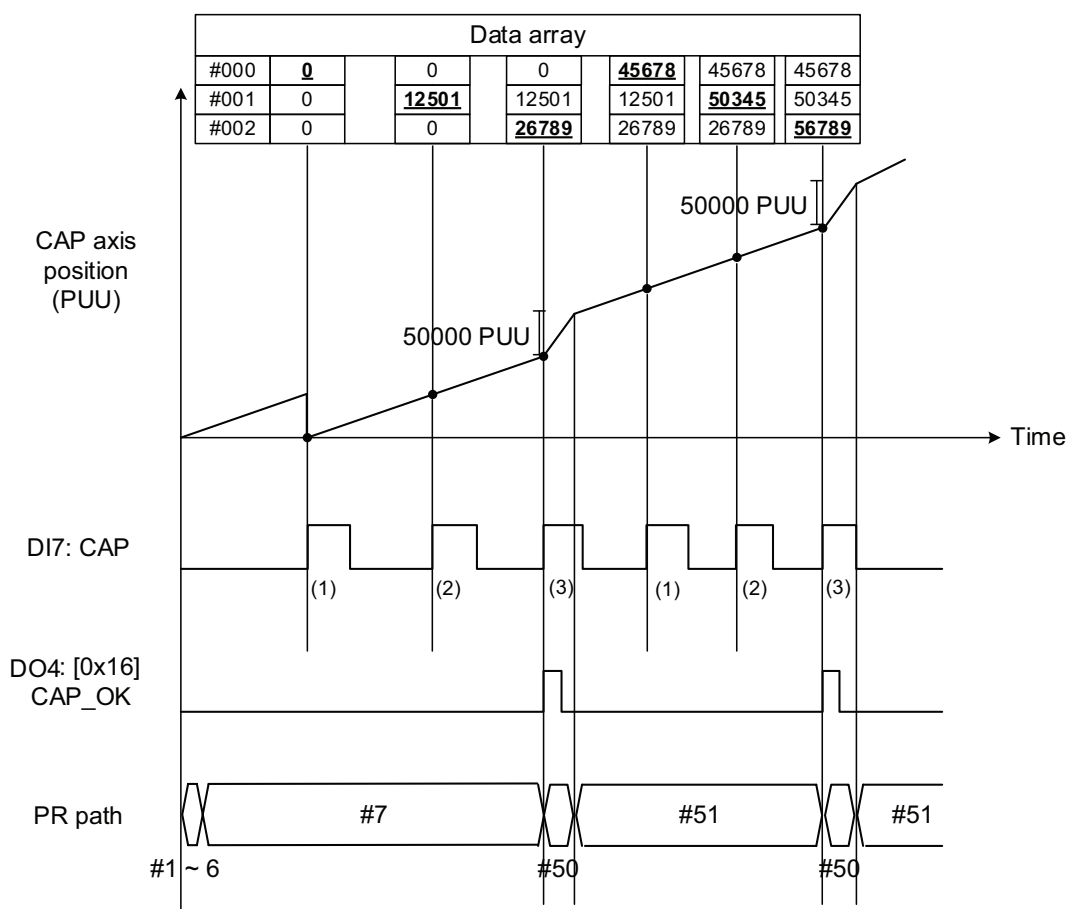 Data array
#000 0 0 0 45678 45678 45678
#001 0 12501 12501 12501 50345 50345
#002 0 0 26789 26789 26789 56789
50000 PUU
CAP axis
position
(PUU)
50000 PUU
Time
DI7: CAP
(1) (2) (3) (1) (2) (3)
DO4: [0x16]
CAP_OK
PR path
#7 #51 #51
#1 ~ 6 #50 #50